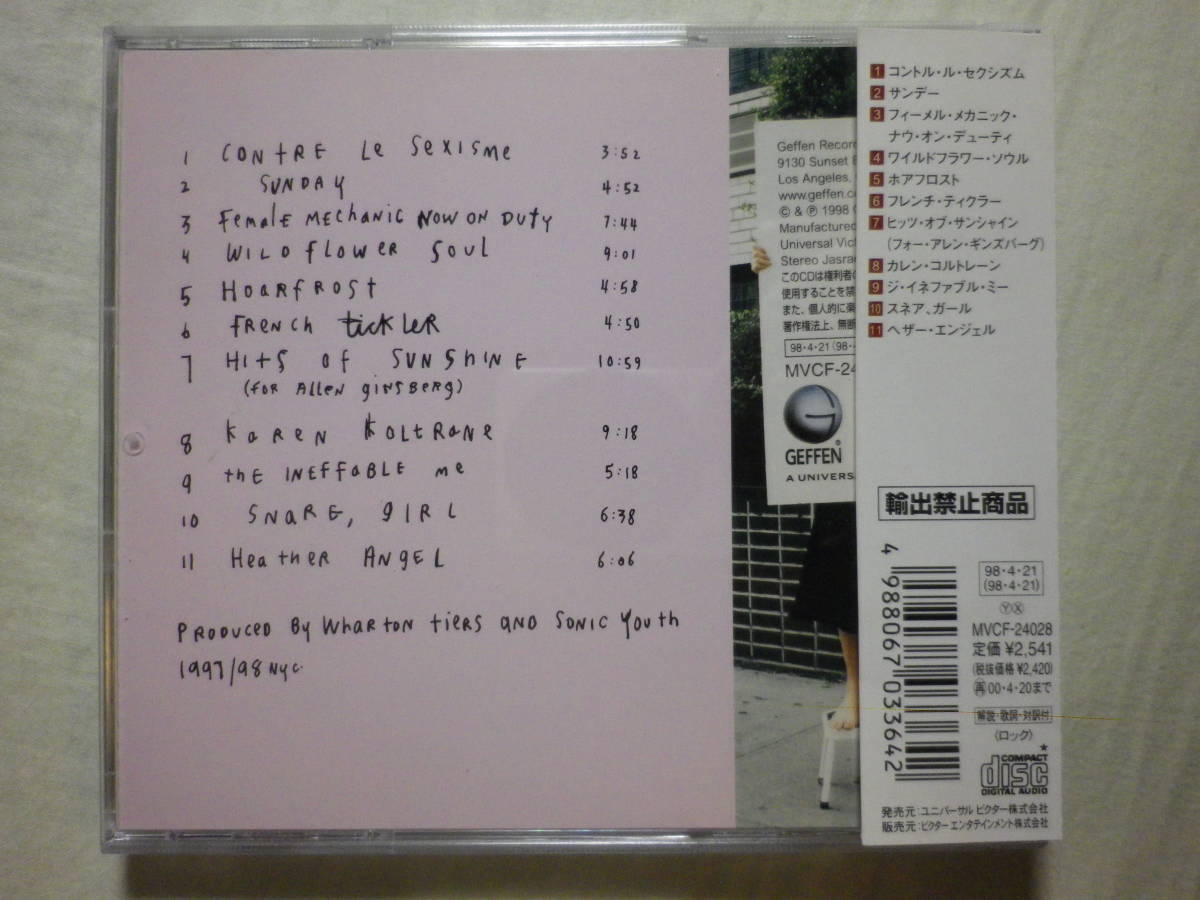 1 CONTRE Le SEXISME 3:52
2 SUNDAY 4:52
3 Female MECHANIC NOW ON DUTY 7:44
4 WILDFLOWER SOUL 9:01
5 HOARFROST 4:58
6 FRENCH tickLER 4:50
7 HITS OF SUNSHINE 10:59
(FOR ALLEN GINSBERG)
8 KAREN KOLTRANE 9:18
9 thE INEFFABLE me 5:18
10 SNARE, GIRL 6:38
11 HEATHER ANGEL 6:06
PRODUCED BY WHARTON TIERS AND SONIC YOUTH
1997/98 NYC.
Geffen Recor
9130 Sunset B
Los Angeles,
www.geffen.c
© & ℗ 1998
Manufactured
Universal Vict
Stereo Jasra
このCDは権利者の
使用することを禁
また、個人的に楽
著作権法上、無断
98・4・21 (98・
MVCF-24
GEFFEN
A UNIVERS
1 コントル・ル・セクシズム
2 サンデー
3 フィーメル・メカニック・
ナウ・オン・デューティ
4 ワイルドフラワー・ソウル
5 ホアフロスト
6 フレンチ・ティクラー
7 ヒッツ・オブ・サンシャイン
(フォー・アレン・ギンズバーグ)
8 カレン・コルトレーン
9 ジ・イネファブル・ミー
10 スネア、ガール
11 ヘザー・エンジェル
輸出禁止商品
4 988067 033642
98・4・21
(98・4・21)
Ⓨ Ⓧ
MVCF-24028
定価 ¥2,541
(税抜価格¥2,420)
再 00・4・20まで
解説・歌詞・対訳付
〈ロック〉
COMPACT
disc
DIGITAL AUDIO
発売元:ユニバーサル ビクター株式会社
販売元:ビクター エンタテインメント株式会社